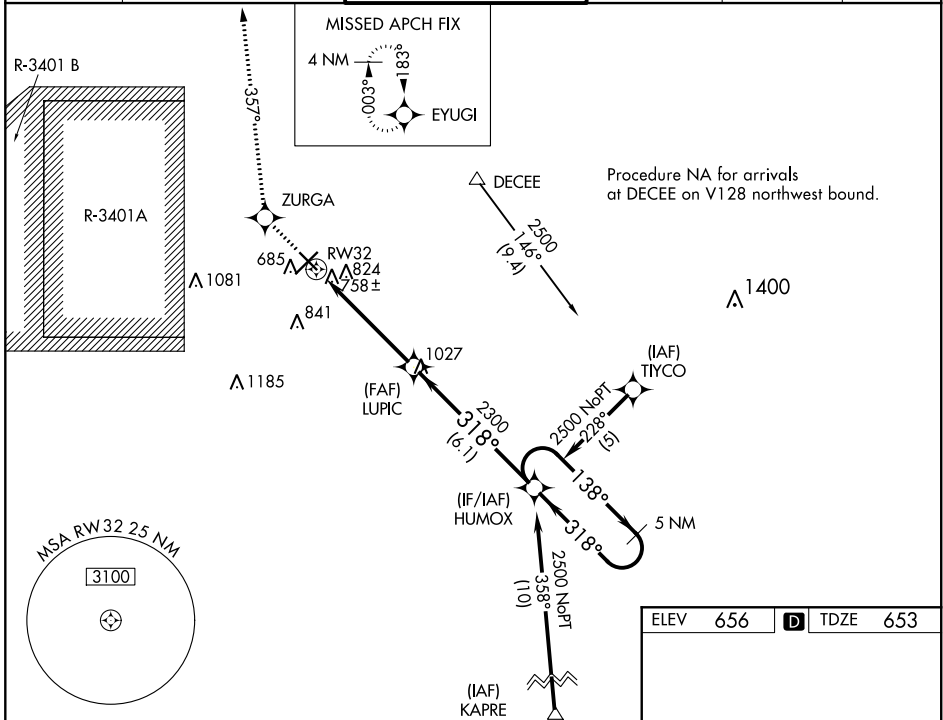 MISSED APCH FIX
4 NM
183°
003°
EYUGI
R-3401 B
357°
R-3401A
ZURGA
DECEE
Procedure NA for arrivals
at DECEE on V128 northwest bound.
2500
146°
(9.4)
RW32
685
824
758±
1081
841
1400
1027
1185
(FAF)
LUPIC
(IAF)
TIYCO
2300
318°
(6.1)
2500 NoPT
228°
(5)
138°
(IF/IAF)
HUMOX
318°
5 NM
MSA RW32 25 NM
3100
2500 NoPT
358°
(10)
(IAF)
KAPRE
ELEV 656 D TDZE 653